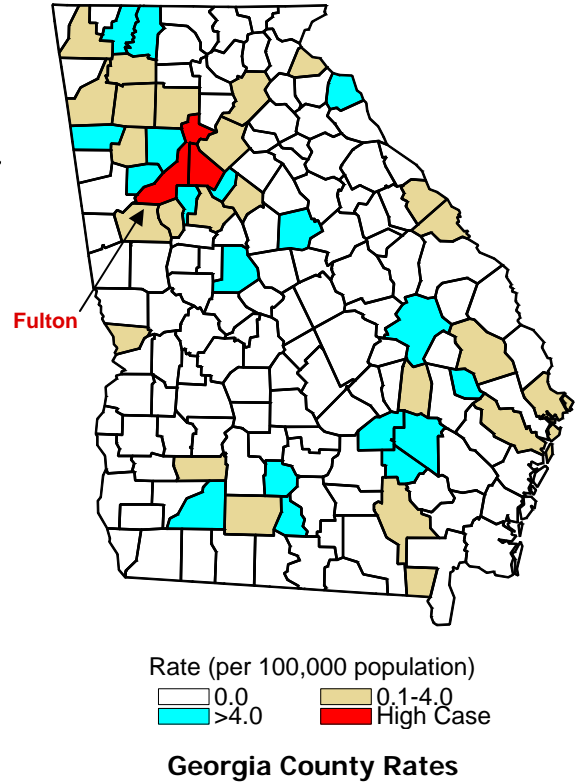 Fulton
Rate (per 100,000 population)
0.0 0.1-4.0
>4.0 High Case
Georgia County Rates